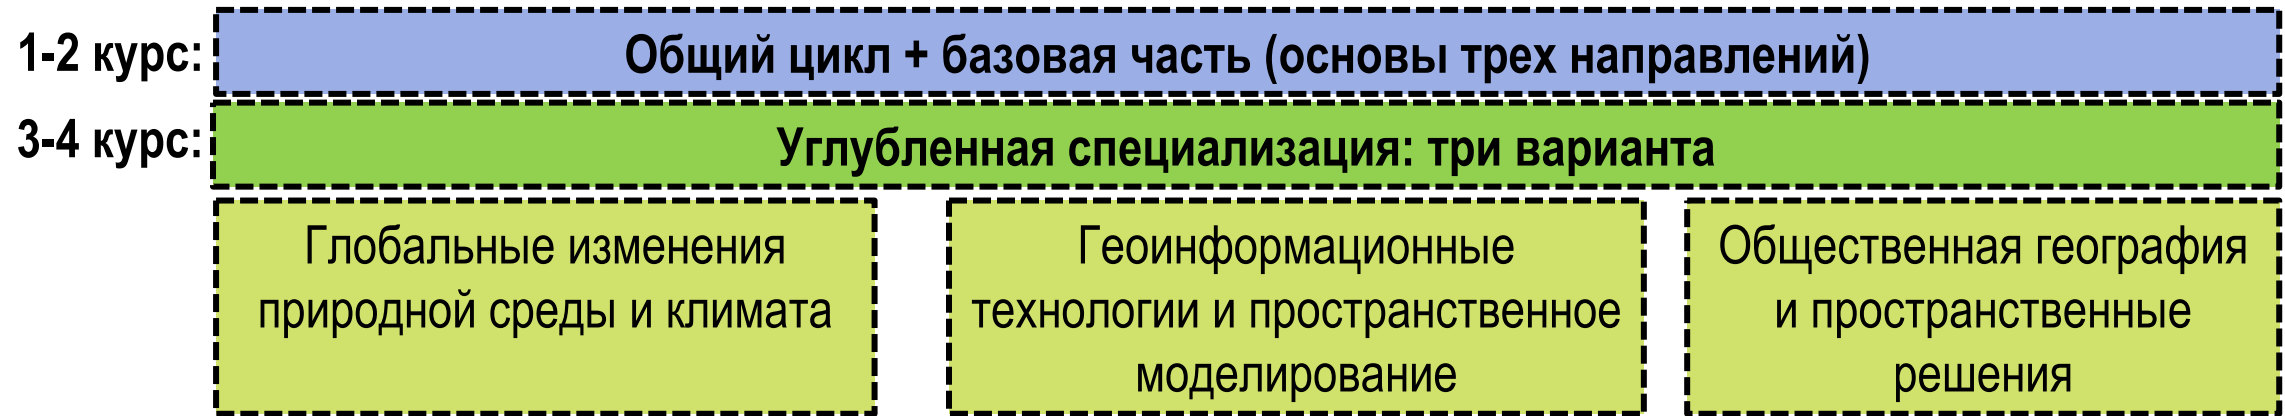 1-2 курс:
Общий цикл + базовая часть (основы трех направлений)
3-4 курс:
Углубленная специализация: три варианта
Глобальные изменения
природной среды и климата
Геоинформационные
технологии и пространственное
моделирование
Общественная география
и пространственные
решения